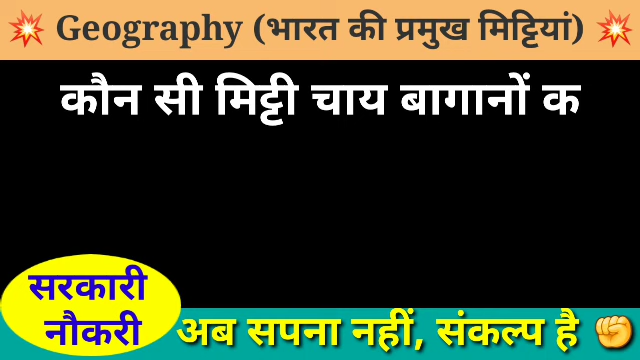 💥 Geography (भारत की प्रमुख मिट्टियां) 💥
कौन सी मिट्टी चाय बागानों क
सरकारी
नौकरी
अब सपना नहीं, संकल्प है ✊